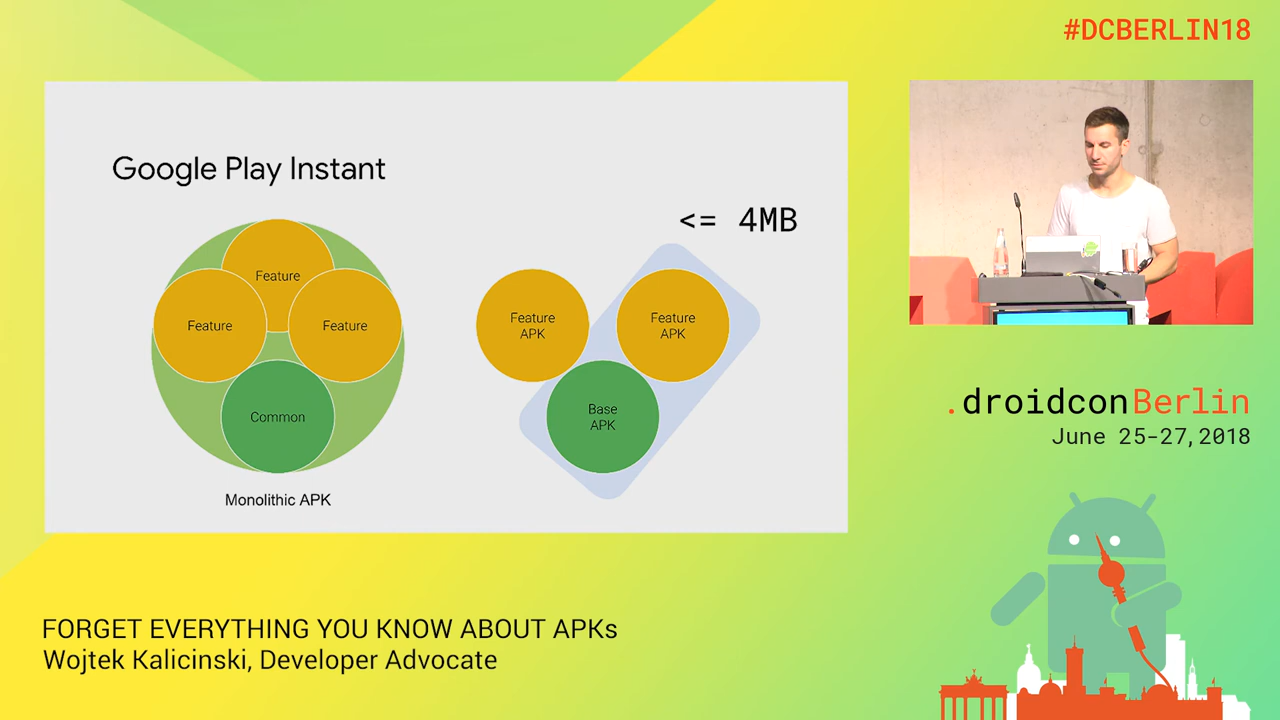 #DCBERLIN18
Google Play Instant
<= 4MB
Feature
Feature
Feature
Common
Monolithic APK
Feature
APK
Feature
APK
Base
APK
.droidconBerlin
June 25-27,2018
FORGET EVERYTHING YOU KNOW ABOUT APKs
Wojtek Kalicinski, Developer Advocate